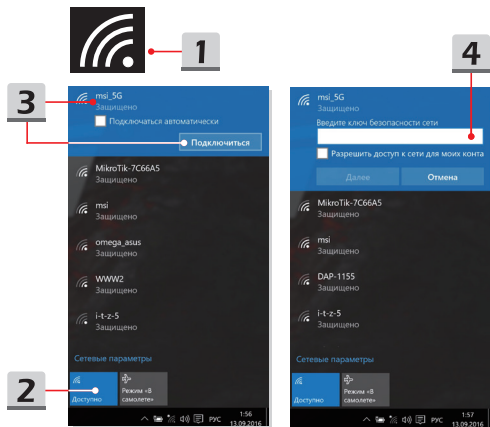 1
3
msi_5G
Защищено
Подключаться автоматически
Подключиться
MikroTik-7C66A5
Защищено
msi
Защищено
omega_asus
Защищено
WWW2
Защищено
i-t-z-5
Защищено
Сетевые параметры
2
Доступно
Режим «В
самолете»
РУС
1:56
13.09.2016
4
msi_5G
Защищено
Введите ключ безопасности сети
Разрешить доступ к сети для моих конта
Далее
Отмена
MikroTik-7C66A5
Защищено
msi
Защищено
DAP-1155
Защищено
i-t-z-5
Защищено
Сетевые параметры
Доступно
Режим «В
самолете»
РУС
1:57
13.09.2016